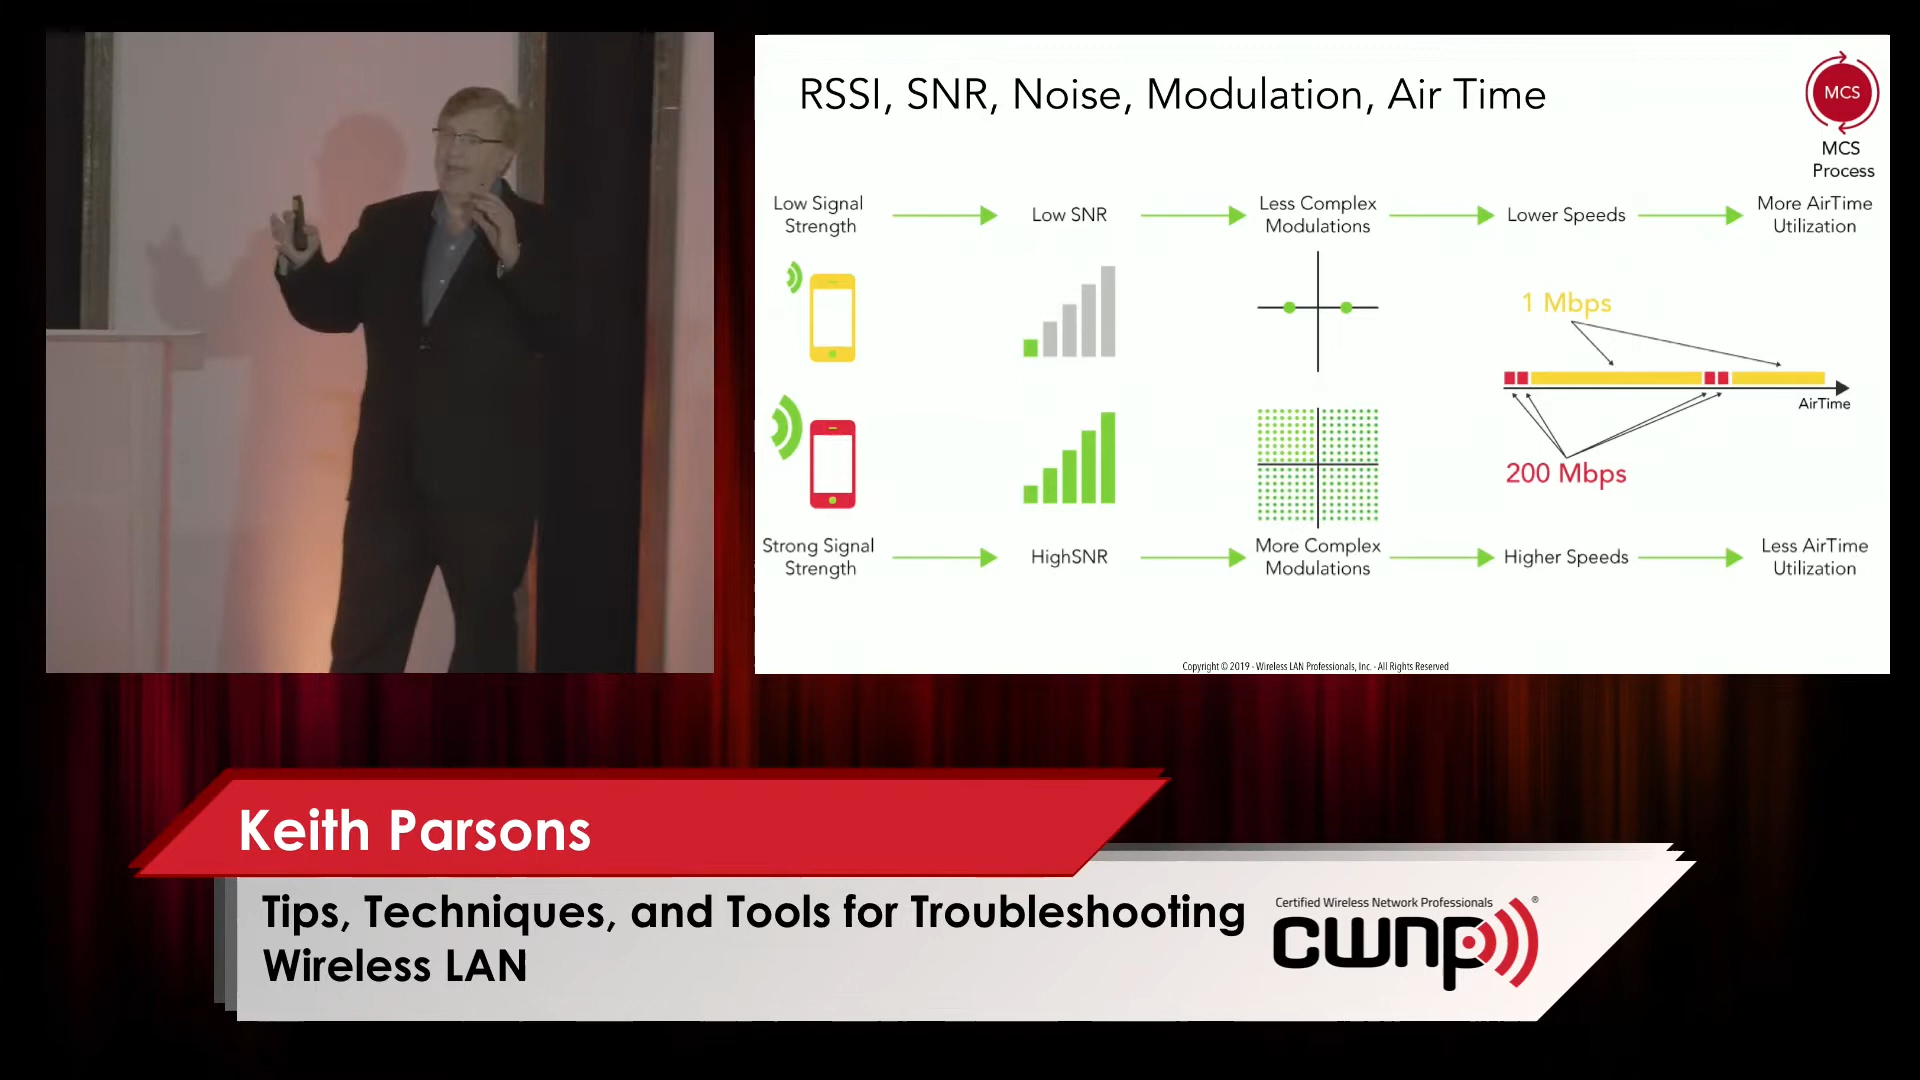 RSSI, SNR, Noise, Modulation, Air Time
MCS
MCS
Process
Low Signal
Strength
Low SNR
Less Complex
Modulations
Lower Speeds
More AirTime
Utilization
1 Mbps
AirTime
200 Mbps
Strong Signal
Strength
HighSNR
More Complex
Modulations
Higher Speeds
Less AirTime
Utilization
Copyright © 2019 - Wireless LAN Professionals, Inc. - All Rights Reserved
Keith Parsons
Tips, Techniques, and Tools for Troubleshooting
Wireless LAN
Certified Wireless Network Professionals
cwnp®